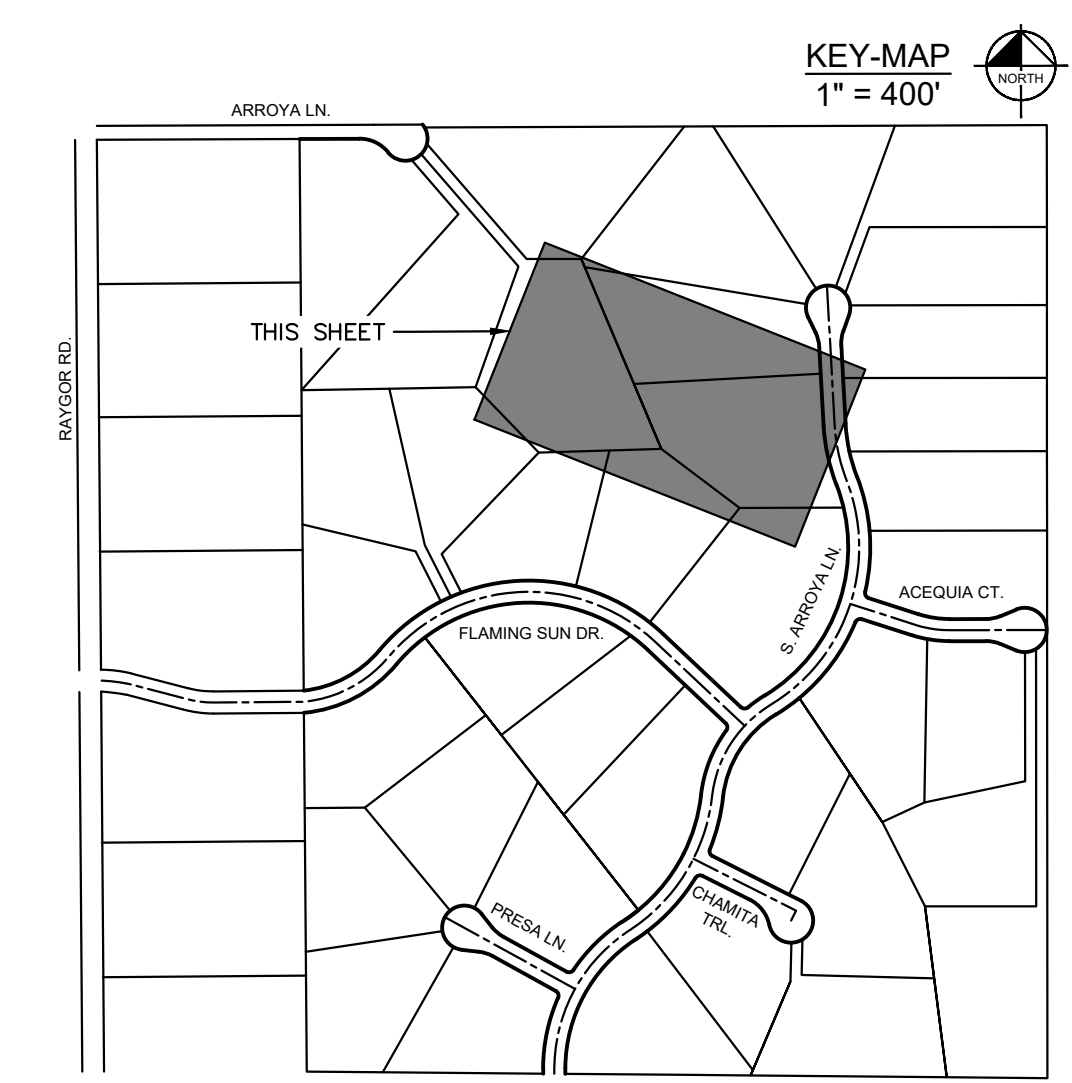 KEY-MAP
1" = 400'
NORTH
ARROYA LN.
THIS SHEET
RAYGOR RD.
S. ARROYA LN.
ACEQUIA CT.
FLAMING SUN DR.
CHAMITA
TRL.
PRESA LN.